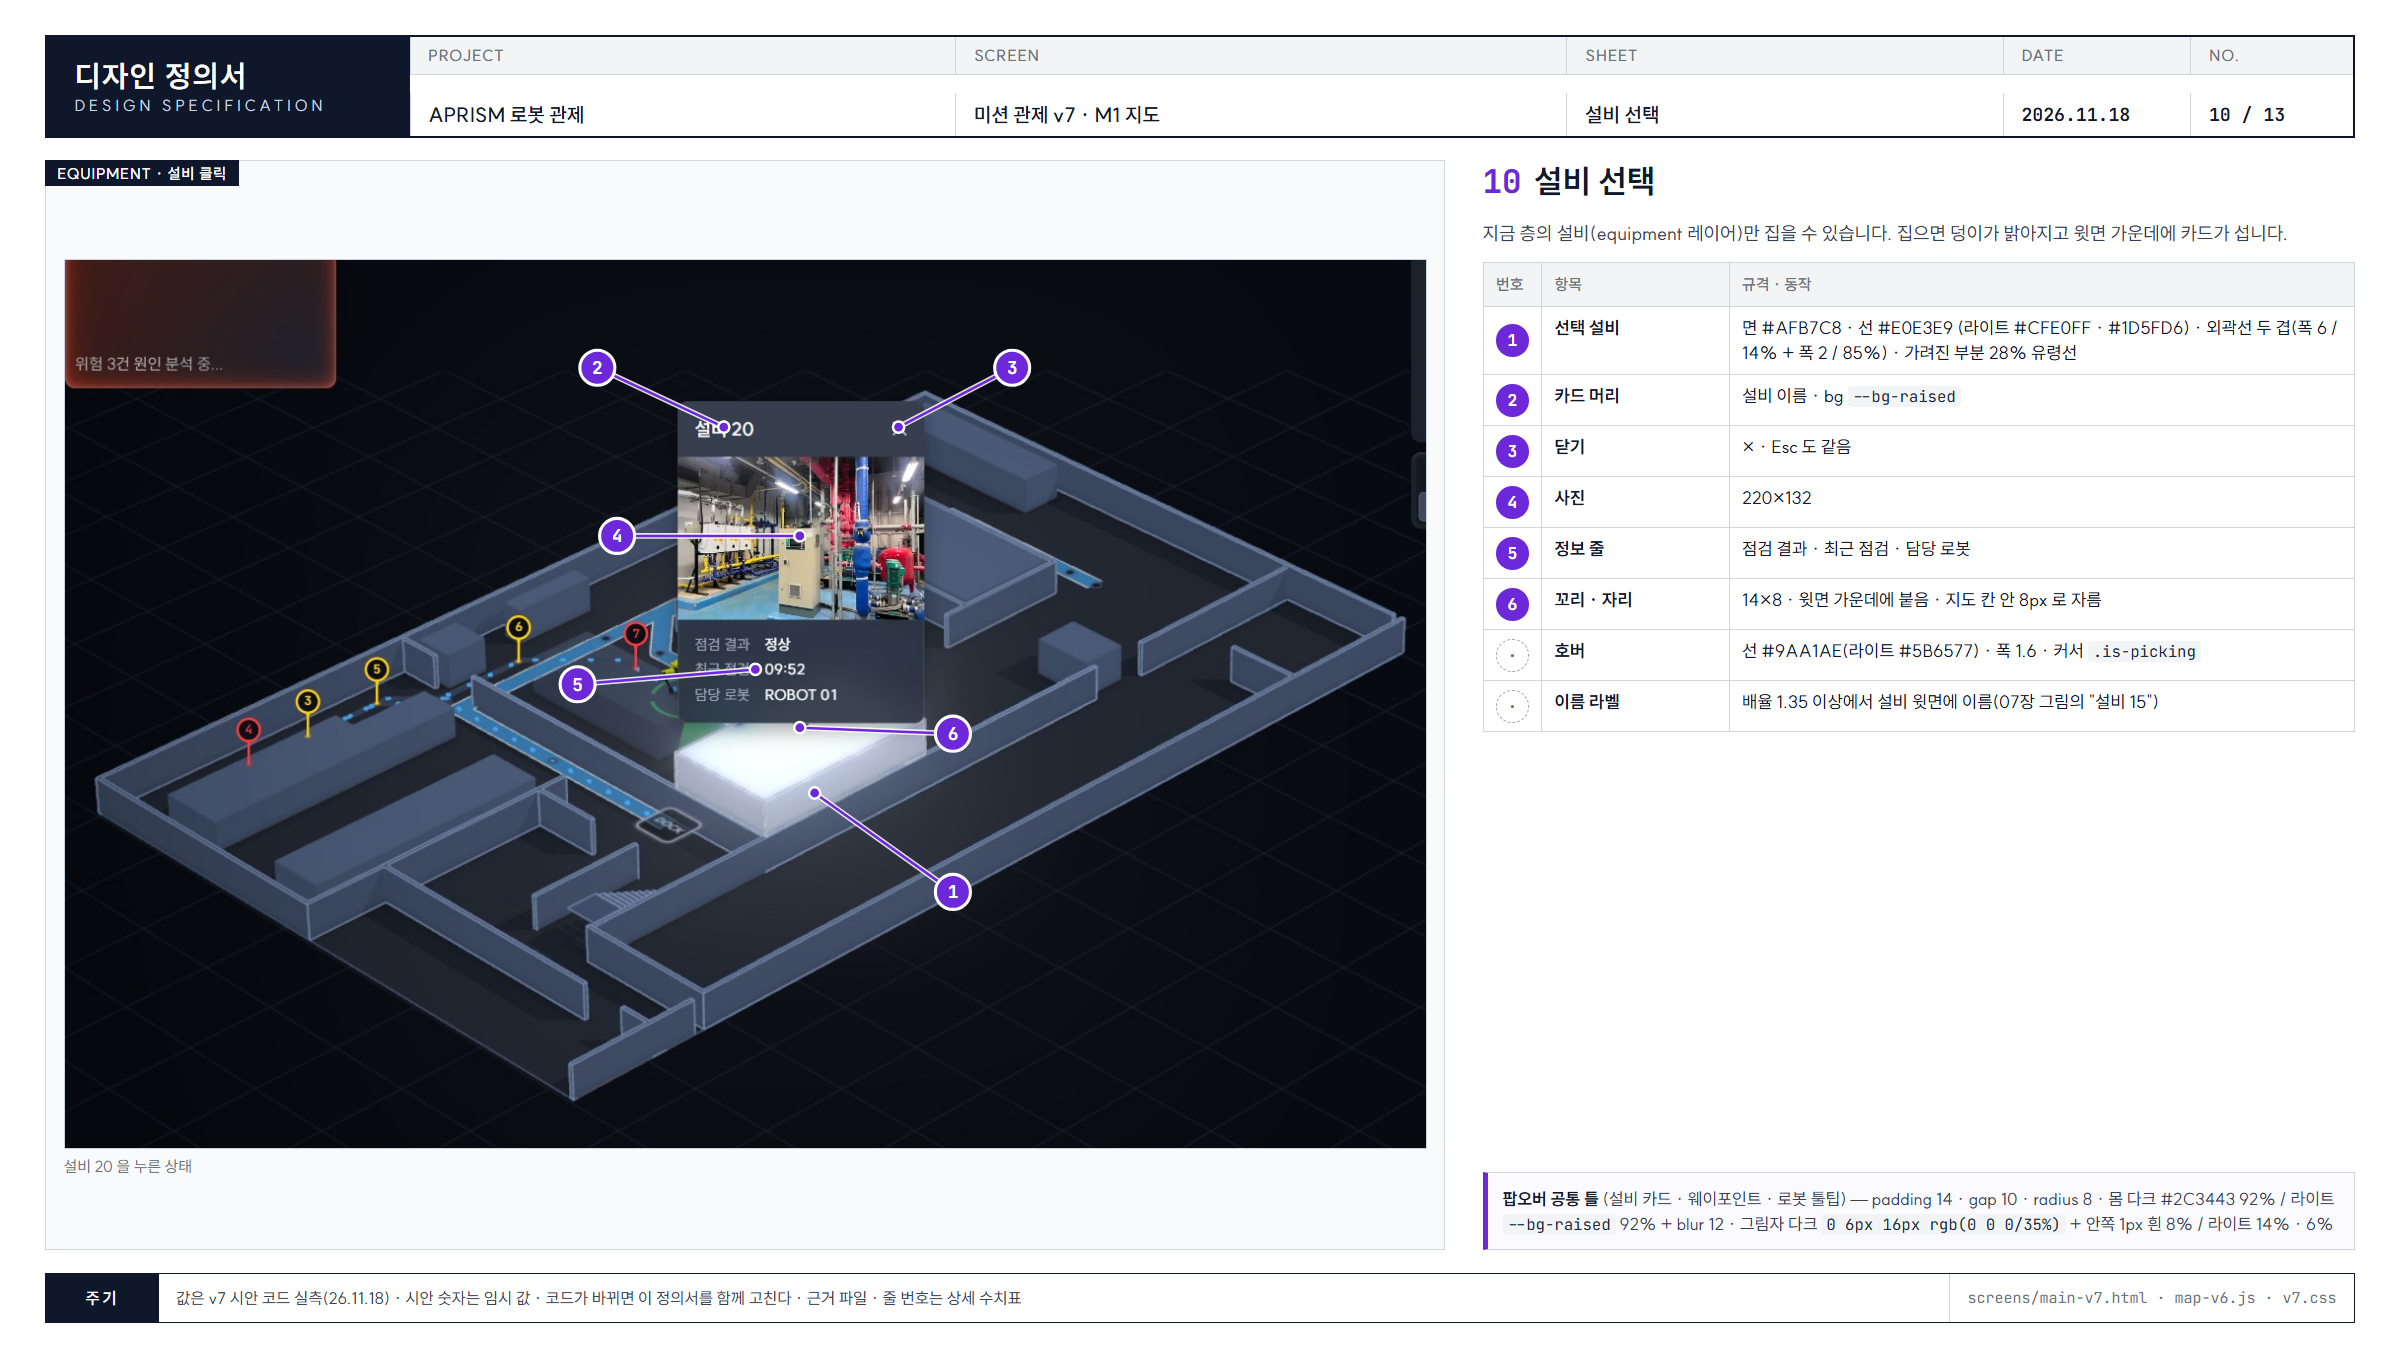 디자인 정의서
DESIGN SPECIFICATION
PROJECT
SCREEN
SHEET
DATE
NO.
APRISM 로봇 관제
미션 관제 v7 · M1 지도
설비 선택
2026.11.18
10 / 13
EQUIPMENT · 설비 클릭
위험 3건 원인 분석 중...
2
3
설비 20
4
점검 결과 정상
최근 점검 09:52
담당 로봇 ROBOT 01
5
6
1
6
7
5
3
4
DOCK
설비 20 을 누른 상태
10 설비 선택
지금 층의 설비(equipment 레이어)만 집을 수 있습니다. 집으면 덩이가 밝아지고 윗면 가운데에 카드가 섭니다.
번호 항목 규격 · 동작
1 선택 설비 면 #AFB7C8 · 선 #E0E3E9 (라이트 #CFE0FF · #1D5FD6) · 외곽선 두 겹(폭 6 /
14% + 폭 2 / 85%) · 가려진 부분 28% 유령선
2 카드 머리 설비 이름 · bg --bg-raised
3 닫기 × · Esc 도 같음
4 사진 220×132
5 정보 줄 점검 결과 · 최근 점검 · 담당 로봇
6 꼬리 · 자리 14×8 · 윗면 가운데에 붙음 · 지도 칸 안 8px 로 자름
· 호버 선 #9AA1AE(라이트 #5B6577) · 폭 1.6 · 커서 .is-picking
· 이름 라벨 배율 1.35 이상에서 설비 윗면에 이름(07장 그림의 "설비 15")
팝오버 공통 틀 (설비 카드 · 웨이포인트 · 로봇 툴팁) — padding 14 · gap 10 · radius 8 · 몸 다크 #2C3443 92% / 라이트
--bg-raised 92% + blur 12 · 그림자 다크 0 6px 16px rgb(0 0 0/35%) + 안쪽 1px 흰 8% / 라이트 14% · 6%
주기
값은 v7 시안 코드 실측(26.11.18) · 시안 숫자는 임시 값 · 코드가 바뀌면 이 정의서를 함께 고친다 · 근거 파일 · 줄 번호는 상세 수치표
screens/main-v7.html · map-v6.js · v7.css